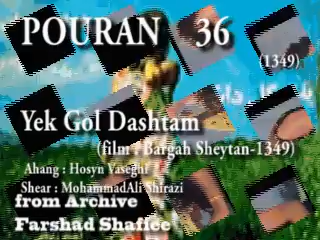 POURAN 36
(1349)
Yek Gol Dashtam
(film : Bargah Sheytan-1349)
Ahang : Hosyn Vaseghi
Shear : MohammadAli Shirazi
from Archive
Farshad Shafiee